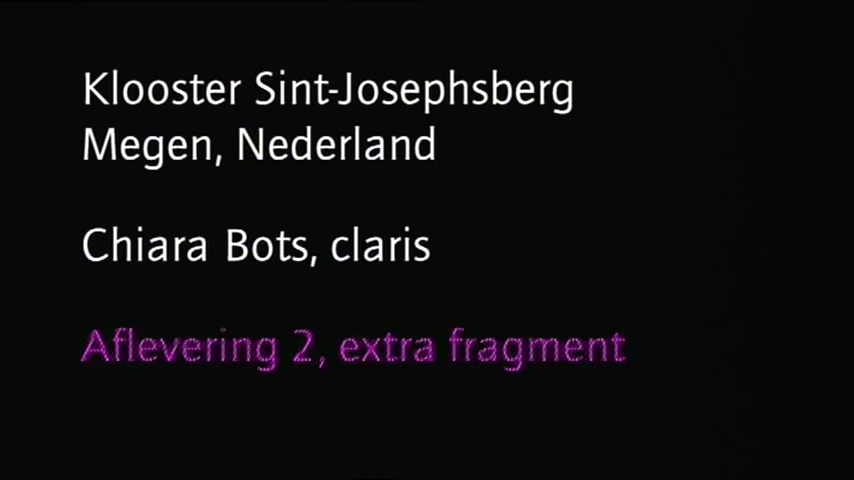 Klooster Sint-Josephsberg
Megen, Nederland
Chiara Bots, claris
Aflevering 2, extra fragment